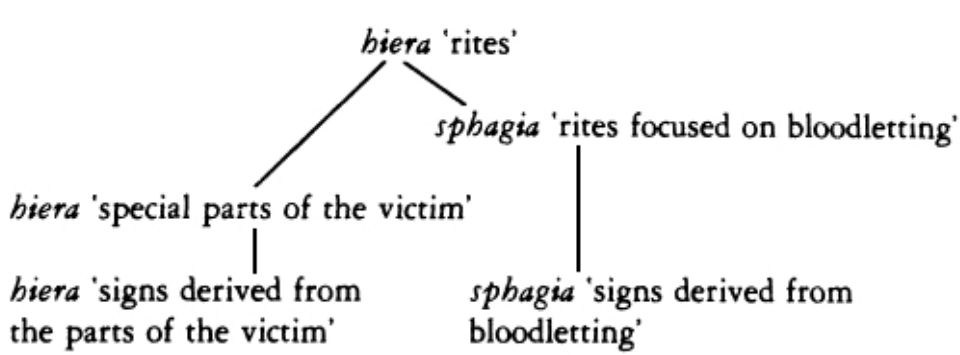 hiera 'rites'
sphagia 'rites focused on bloodletting'
hiera 'special parts of the victim'
hiera 'signs derived from
the parts of the victim'
sphagia 'signs derived from
bloodletting'